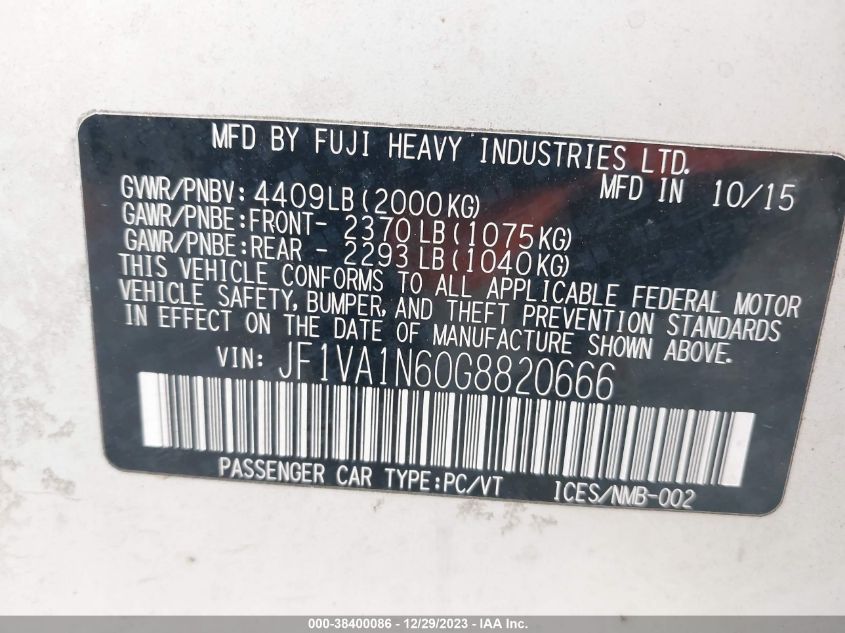 MFD BY FUJI HEAVY INDUSTRIES LTD.
MFD IN 10/15
GVWR/PNBV: 4409LB(2000KG)
GAWR/PNBE:FRONT- 2370LB(1075KG)
GAWR/PNBE:REAR - 2293LB(1040KG)
THIS VEHICLE CONFORMS TO ALL APPLICABLE FEDERAL MOTOR
VEHICLE SAFETY, BUMPER, AND THEFT PREVENTION STANDARDS
IN EFFECT ON THE DATE OF MANUFACTURE SHOWN ABOVE.
VIN: JF1VA1N60G8820666
PASSENGER CAR TYPE:PC/VT
ICES/NMB-002
000-38400086 - 12/29/2023 - IAA Inc.